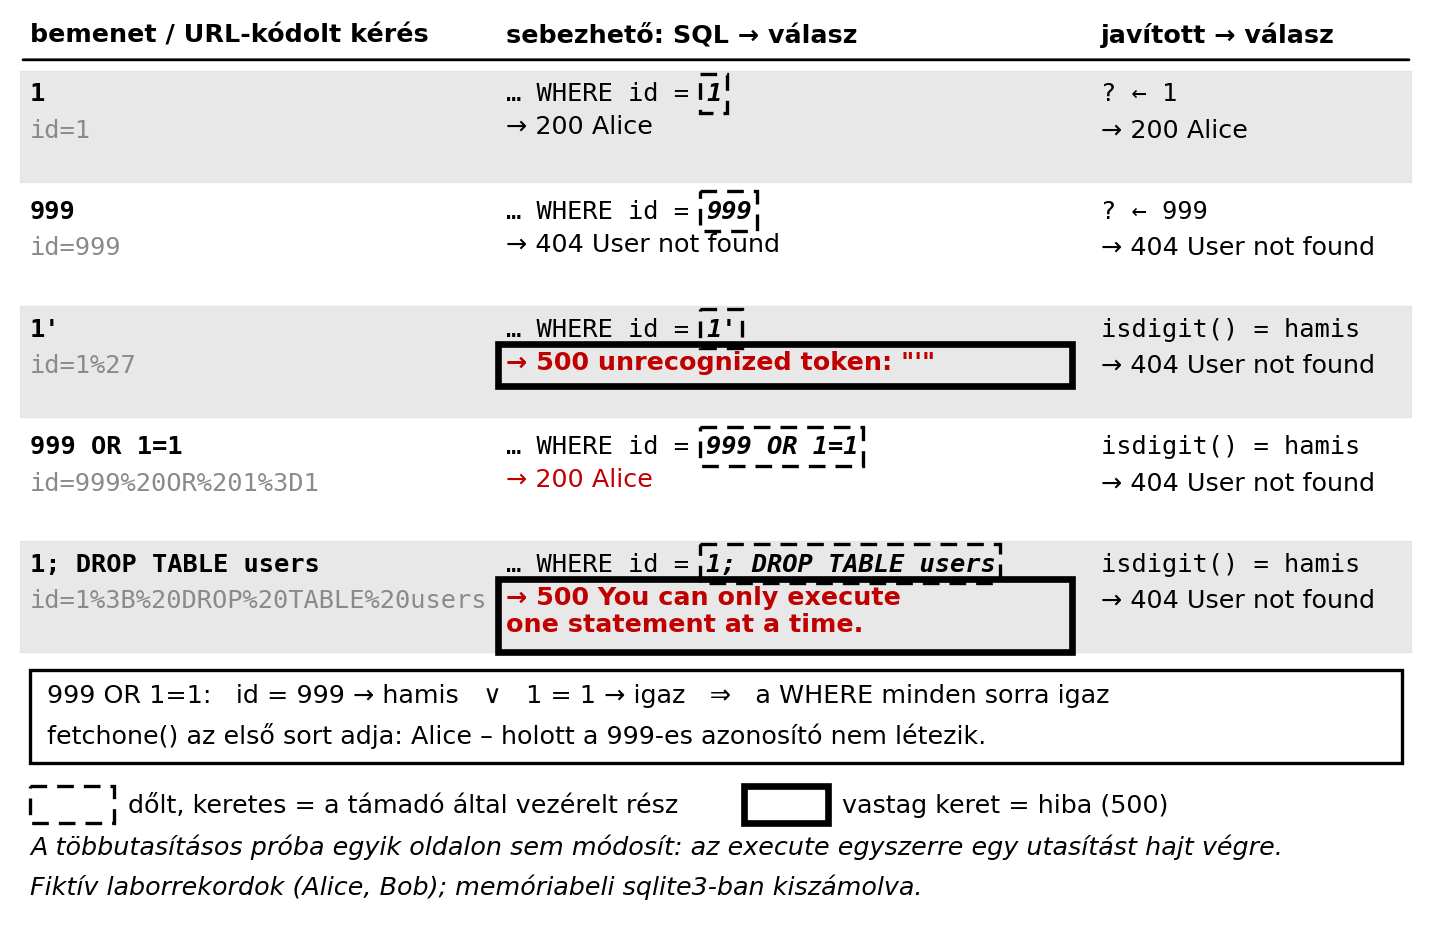 bemenet / URL-kódolt kérés	sebezhető: SQL → válasz	javított → válasz
1	… WHERE id = 1	? ← 1
id=1	→ 200 Alice	→ 200 Alice
999	… WHERE id = 999	? ← 999
id=999	→ 404 User not found	→ 404 User not found
1'	… WHERE id = 1'	isdigit() = hamis
id=1%27	→ 500 unrecognized token: "'"	→ 404 User not found
999 OR 1=1	… WHERE id = 999 OR 1=1	isdigit() = hamis
id=999%20OR%201%3D1	→ 200 Alice	→ 404 User not found
1; DROP TABLE users	… WHERE id = 1; DROP TABLE users	isdigit() = hamis
id=1%3B%20DROP%20TABLE%20users	→ 500 You can only execute	→ 404 User not found
one statement at a time.
999 OR 1=1: id = 999 → hamis ∨ 1 = 1 → igaz ⇒ a WHERE minden sorra igaz
fetchone() az első sort adja: Alice – holott a 999-es azonosító nem létezik.
dőlt, keretes = a támadó által vezérelt rész	vastag keret = hiba (500)
A többutasításos próba egyik oldalon sem módosít: az execute egyszerre egy utasítást hajt végre.
Fiktív laborrekordok (Alice, Bob); memóriabeli sqlite3-ban kiszámolva.